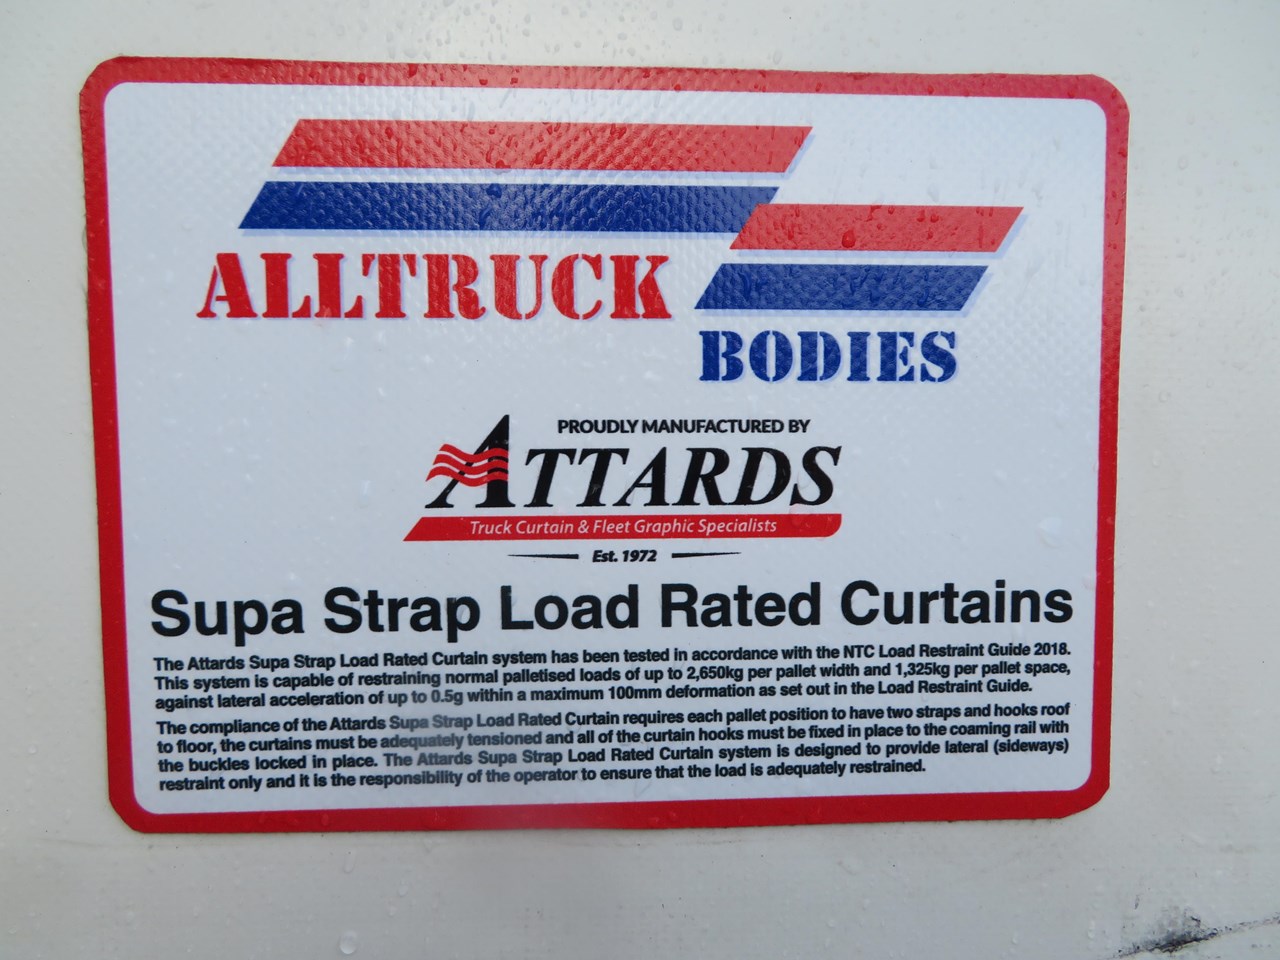 ALLTRUCK
BODIES
PROUDLY MANUFACTURED BY
ATTARDS
Truck Curtain & Fleet Graphic Specialists
Est. 1972
Supa Strap Load Rated Curtains
The Attards Supa Strap Load Rated Curtain system has been tested in accordance with the NTC Load Restraint Guide 2018.
This system is capable of restraining normal palletised loads of up to 2,650kg per pallet width and 1,325kg per pallet space,
against lateral acceleration of up to 0.5g within a maximum 100mm deformation as set out in the Load Restraint Guide.
The compliance of the Attards Supa Strap Load Rated Curtain requires each pallet position to have two straps and hooks roof
to floor, the curtains must be adequately tensioned and all of the curtain hooks must be fixed in place to the coaming rail with
the buckles locked in place. The Attards Supa Strap Load Rated Curtain system is designed to provide lateral (sideways)
restraint only and it is the responsibility of the operator to ensure that the load is adequately restrained.